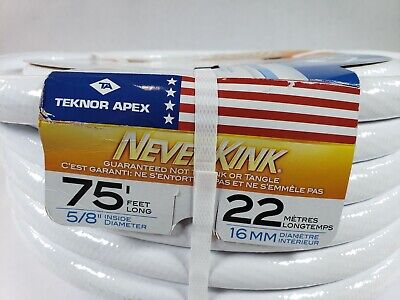 TA
TEKNOR APEX
NEVERKINK
GUARANTEED NOT TO KINK OR TANGLE
C'EST GARANTI: NE S'ENTORT PAS ET NE S'EMMÊLE PAS
75' FEET LONG
5/8" INSIDE DIAMETER
22 MÈTRES LONGTEMPS
16 MM DIAMÈTRE INTERIEUR